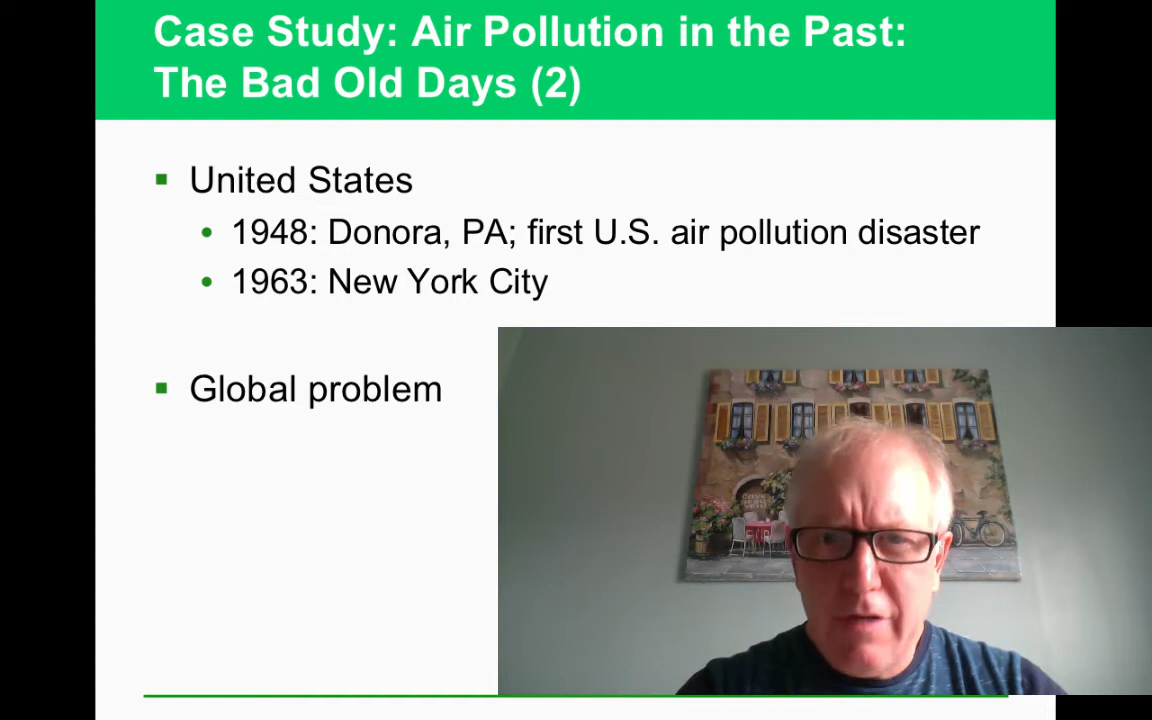 Case Study: Air Pollution in the Past:
The Bad Old Days (2)
United States
1948: Donora, PA; first U.S. air pollution disaster
1963: New York City
Global problem